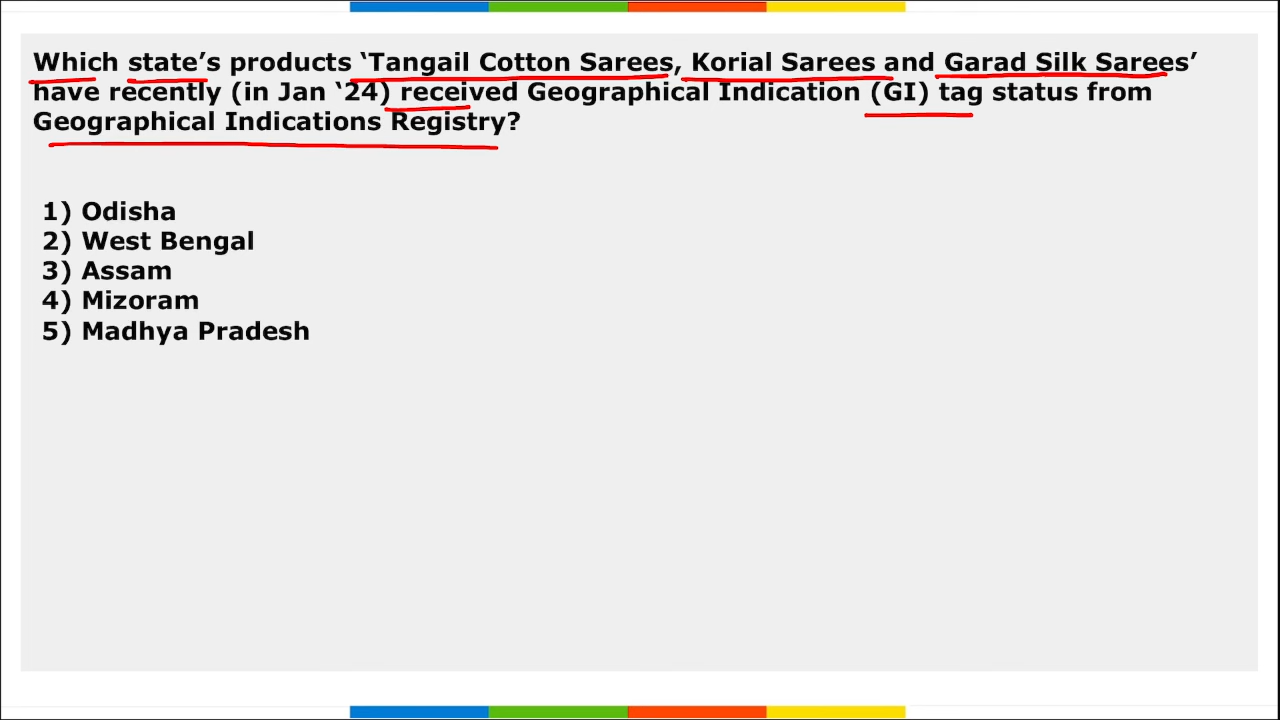 Which state’s products ‘Tangail Cotton Sarees, Korial Sarees and Garad Silk Sarees’
have recently (in Jan ‘24) received Geographical Indication (GI) tag status from
Geographical Indications Registry?
1) Odisha
2) West Bengal
3) Assam
4) Mizoram
5) Madhya Pradesh